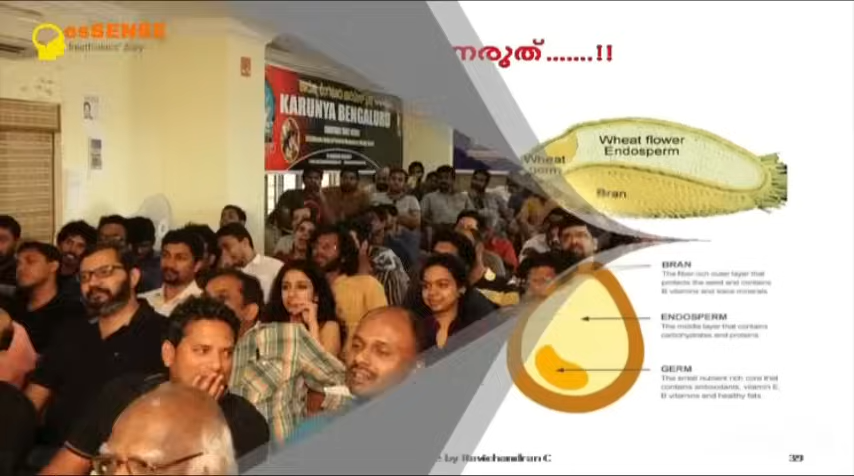 osSENSE
freethinkers' diary
ന്നരുത് .......!!
KARUNYA BENGALURU
Wheat flower
Endosperm
Wheat
germ
Bran
BRAN
The fiber rich outer layer that
protects the seed and contains
B vitamins and trace minerals
ENDOSPERM
The middle layer that contains
carbohydrates and proteins
GERM
The small nutrient rich core that
contains antioxidants, vitamin E,
B vitamins and healthy fats
by Ravichandran C
39